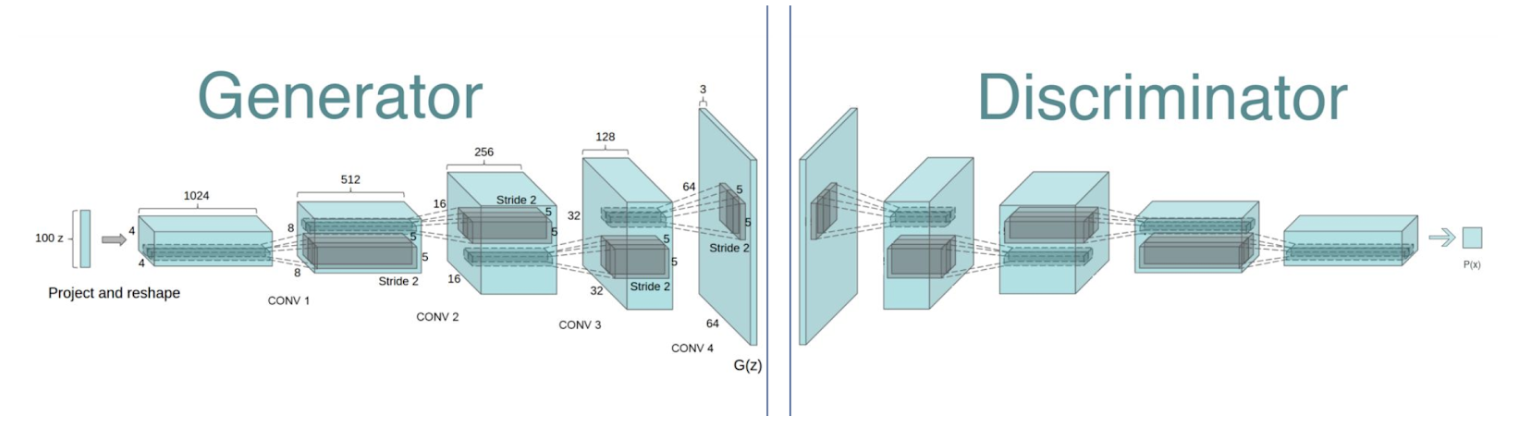 Generator
Discriminator
100 z
Project and reshape
1024
4
4
512
8
8
5
5
Stride 2
CONV 1
256
16
16
Stride 2
5
5
CONV 2
128
32
32
5
5
Stride 2
CONV 3
3
64
64
5
5
Stride 2
CONV 4
G(z)
P(x)